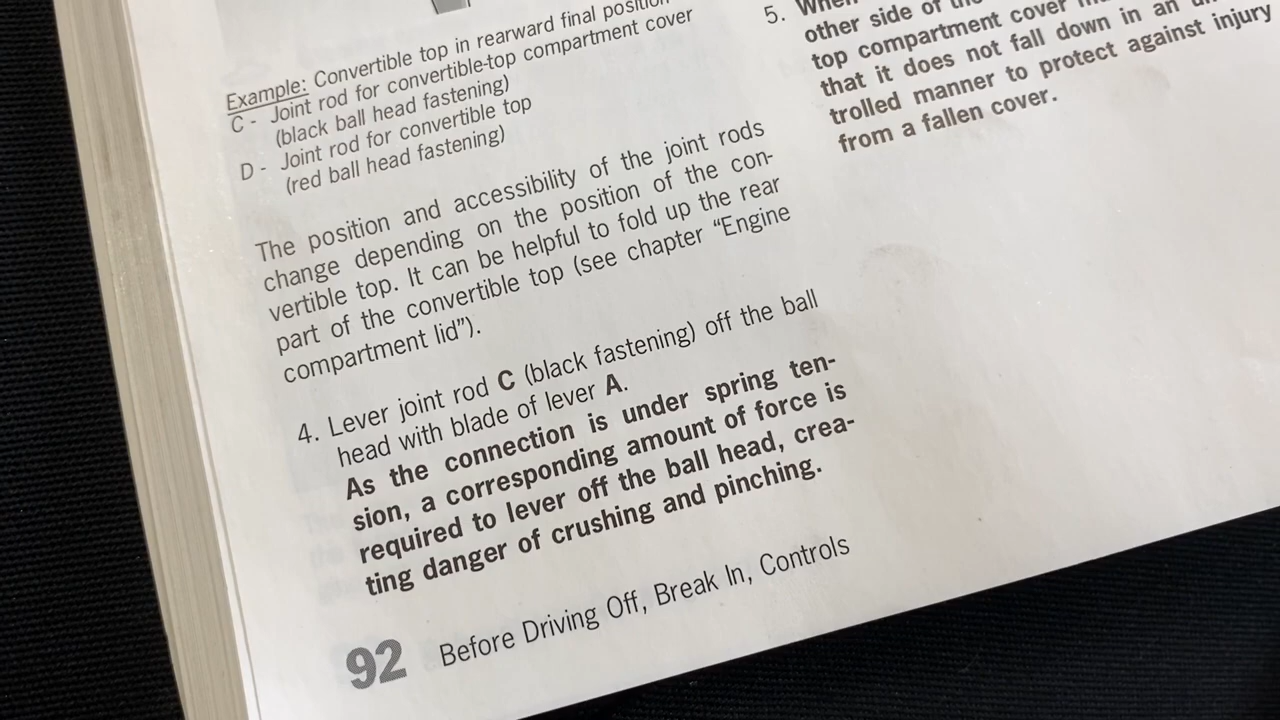 Example: Convertible top in rearward final position
C - Joint rod for convertible-top compartment cover
(black ball head fastening)
D - Joint rod for convertible top
(red ball head fastening)
The position and accessibility of the joint rods
change depending on the position of the con-
vertible top. It can be helpful to fold up the rear
part of the convertible top (see chapter “Engine
compartment lid”).
4. Lever joint rod C (black fastening) off the ball
head with blade of lever A.
As the connection is under spring ten-
sion, a corresponding amount of force is
required to lever off the ball head, crea-
ting danger of crushing and pinching.
92 Before Driving Off, Break In, Controls
5. When
other side of the
top compartment cover
that it does not fall down in an
trolled manner to protect against injury
from a fallen cover.